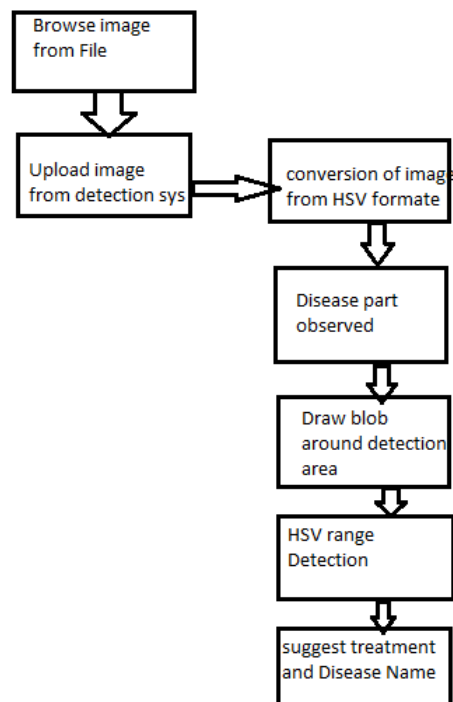 Browse image
from File
Upload image
from detection sys
conversion of image
from HSV formate
Disease part
observed
Draw blob
around detection
area
HSV range
Detection
suggest treatment
and Disease Name